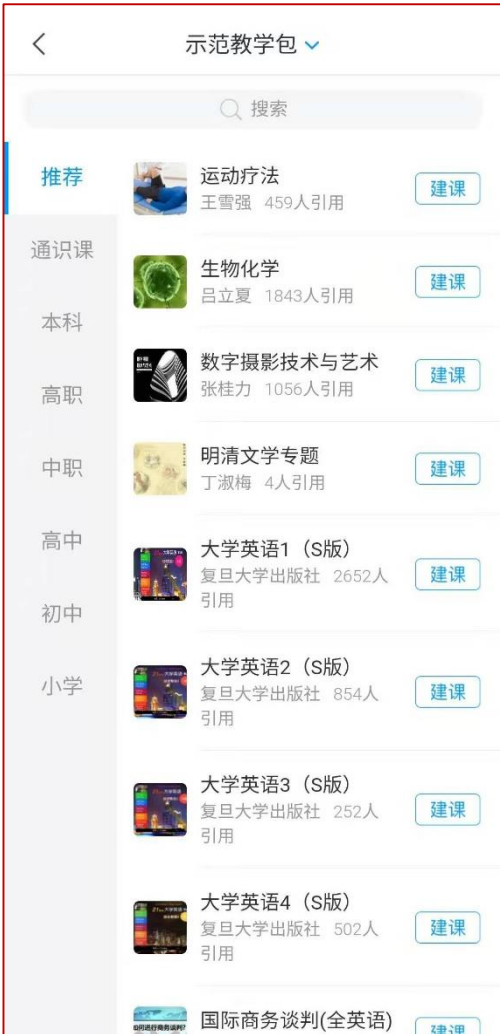 示范教学包
搜索
推荐
通识课
本科
高职
中职
高中
初中
小学
运动疗法
王雪强 459人引用
建课
生物化学
吕立夏 1843人引用
建课
数字摄影技术与艺术
张桂力 1056人引用
建课
明清文学专题
丁淑梅 4人引用
建课
大学英语1（S版）
复旦大学出版社 2652人
引用
建课
大学英语2（S版）
复旦大学出版社 854人
引用
建课
大学英语3（S版）
复旦大学出版社 252人
引用
建课
大学英语4（S版）
复旦大学出版社 502人
引用
建课
国际商务谈判(全英语)
建课